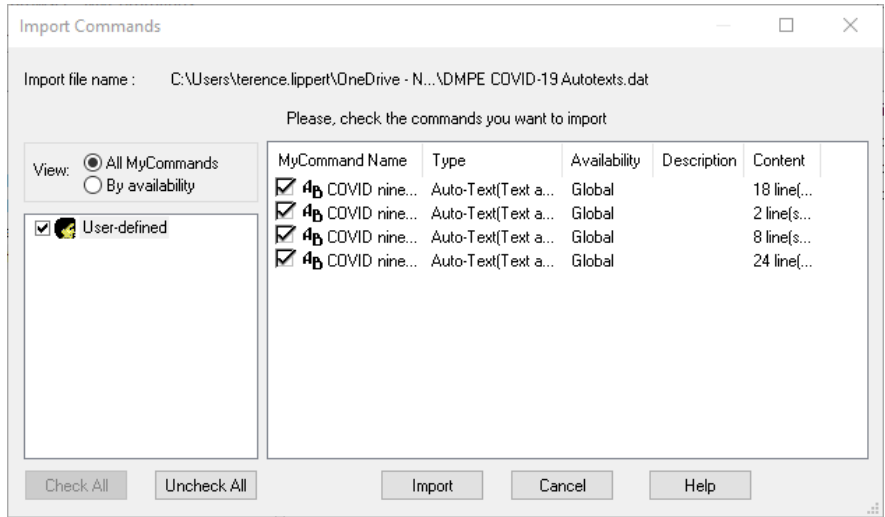 Import Commands
Import file name : C:\Users\terence.lippert\OneDrive - N...\DMPE COVID-19 Autotexts.dat
Please, check the commands you want to import
View: All MyCommands
By availability
User-defined
MyCommand Name Type Availability Description Content
COVID nine... Auto-Text(Text a... Global 18 line(...
COVID nine... Auto-Text(Text a... Global 2 line(s...
COVID nine... Auto-Text(Text a... Global 8 line(s...
COVID nine... Auto-Text(Text a... Global 24 line(...
Check All Uncheck All Import Cancel Help